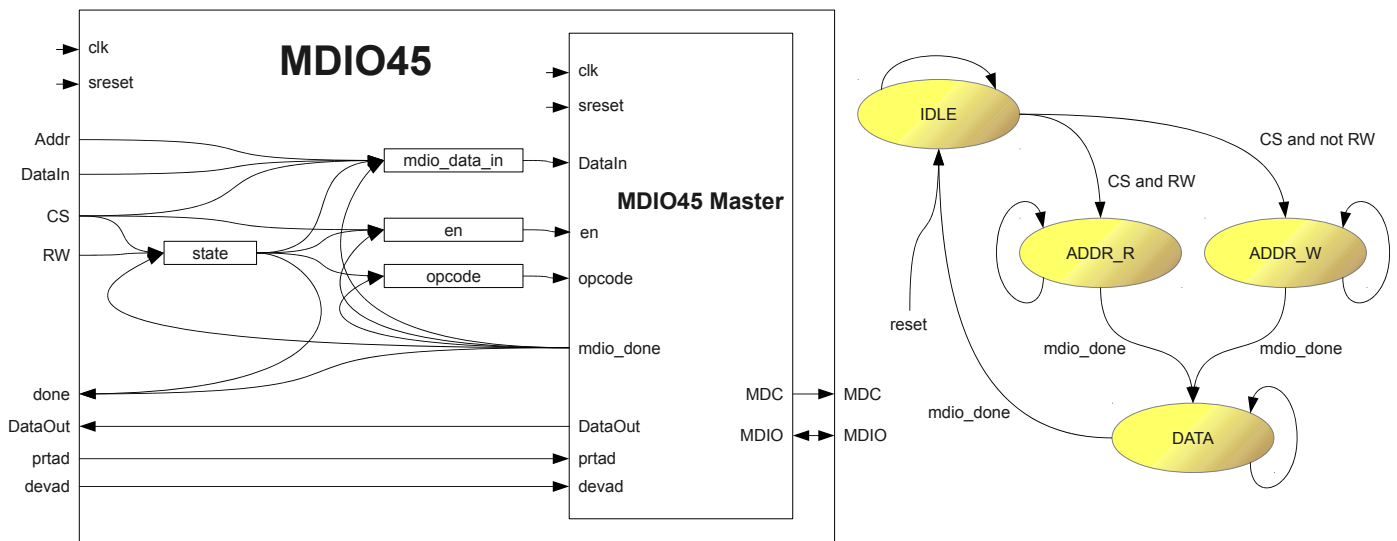 MDIO45
clk
sreset
Addr
DataIn
CS
RW
done
DataOut
prtad
devad
state
mdio_data_in
en
opcode
MDIO45 Master
clk
sreset
DataIn
en
opcode
mdio_done
MDC
MDIO
DataOut
prtad
devad
MDC
MDIO
IDLE
CS and not RW
CS and RW
ADDR_R
ADDR_W
reset
mdio_done
mdio_done
mdio_done
DATA